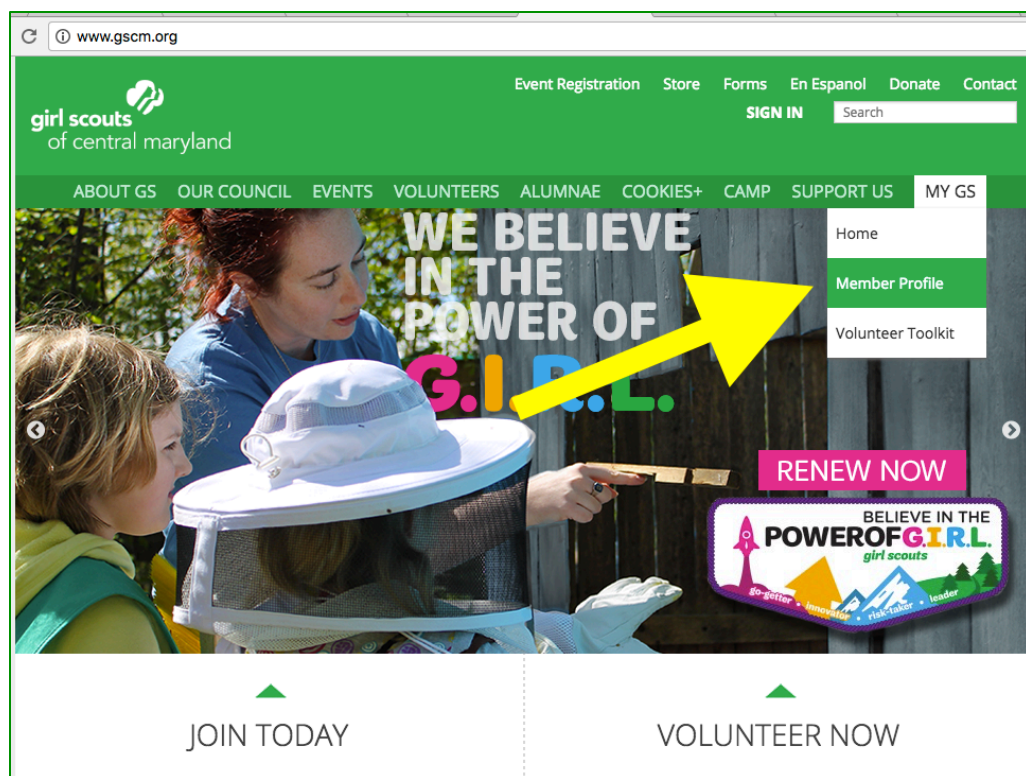 www.gscm.org
Event Registration Store Forms En Espanol Donate Contact
SIGN IN Search
girl scouts
of central maryland
ABOUT GS OUR COUNCIL EVENTS VOLUNTEERS ALUMNAE COOKIES+ CAMP SUPPORT US MY GS
Home
Member Profile
Volunteer Toolkit
WE BELIEVE
IN THE
POWER OF
G.I.R.L.
RENEW NOW
BELIEVE IN THE
POWEROFG.I.R.L.
girl scouts
go-getter • innovator • risk-taker • leader
JOIN TODAY
VOLUNTEER NOW